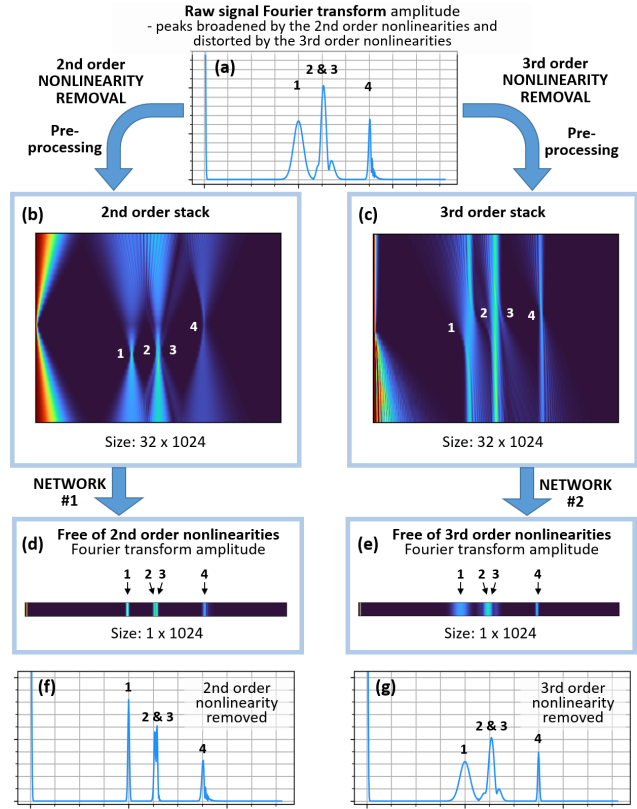 Raw signal Fourier transform amplitude
- peaks broadened by the 2nd order nonlinearities and
distorted by the 3rd order nonlinearities
2nd order
NONLINEARITY
REMOVAL
Pre-
processing
(a)
1
2 & 3
4
3rd order
NONLINEARITY
REMOVAL
Pre-
processing
(b) 2nd order stack
1 2 3 4
Size: 32 x 1024
(c) 3rd order stack
1 2 3 4
Size: 32 x 1024
NETWORK
#1
NETWORK
#2
(d) Free of 2nd order nonlinearities
Fourier transform amplitude
1 2 3 4
Size: 1 x 1024
(e) Free of 3rd order nonlinearities
Fourier transform amplitude
1 2 3 4
Size: 1 x 1024
(f)
1
2 & 3
4
2nd order
nonlinearity
removed
(g)
1
2 & 3
4
3rd order
nonlinearity
removed